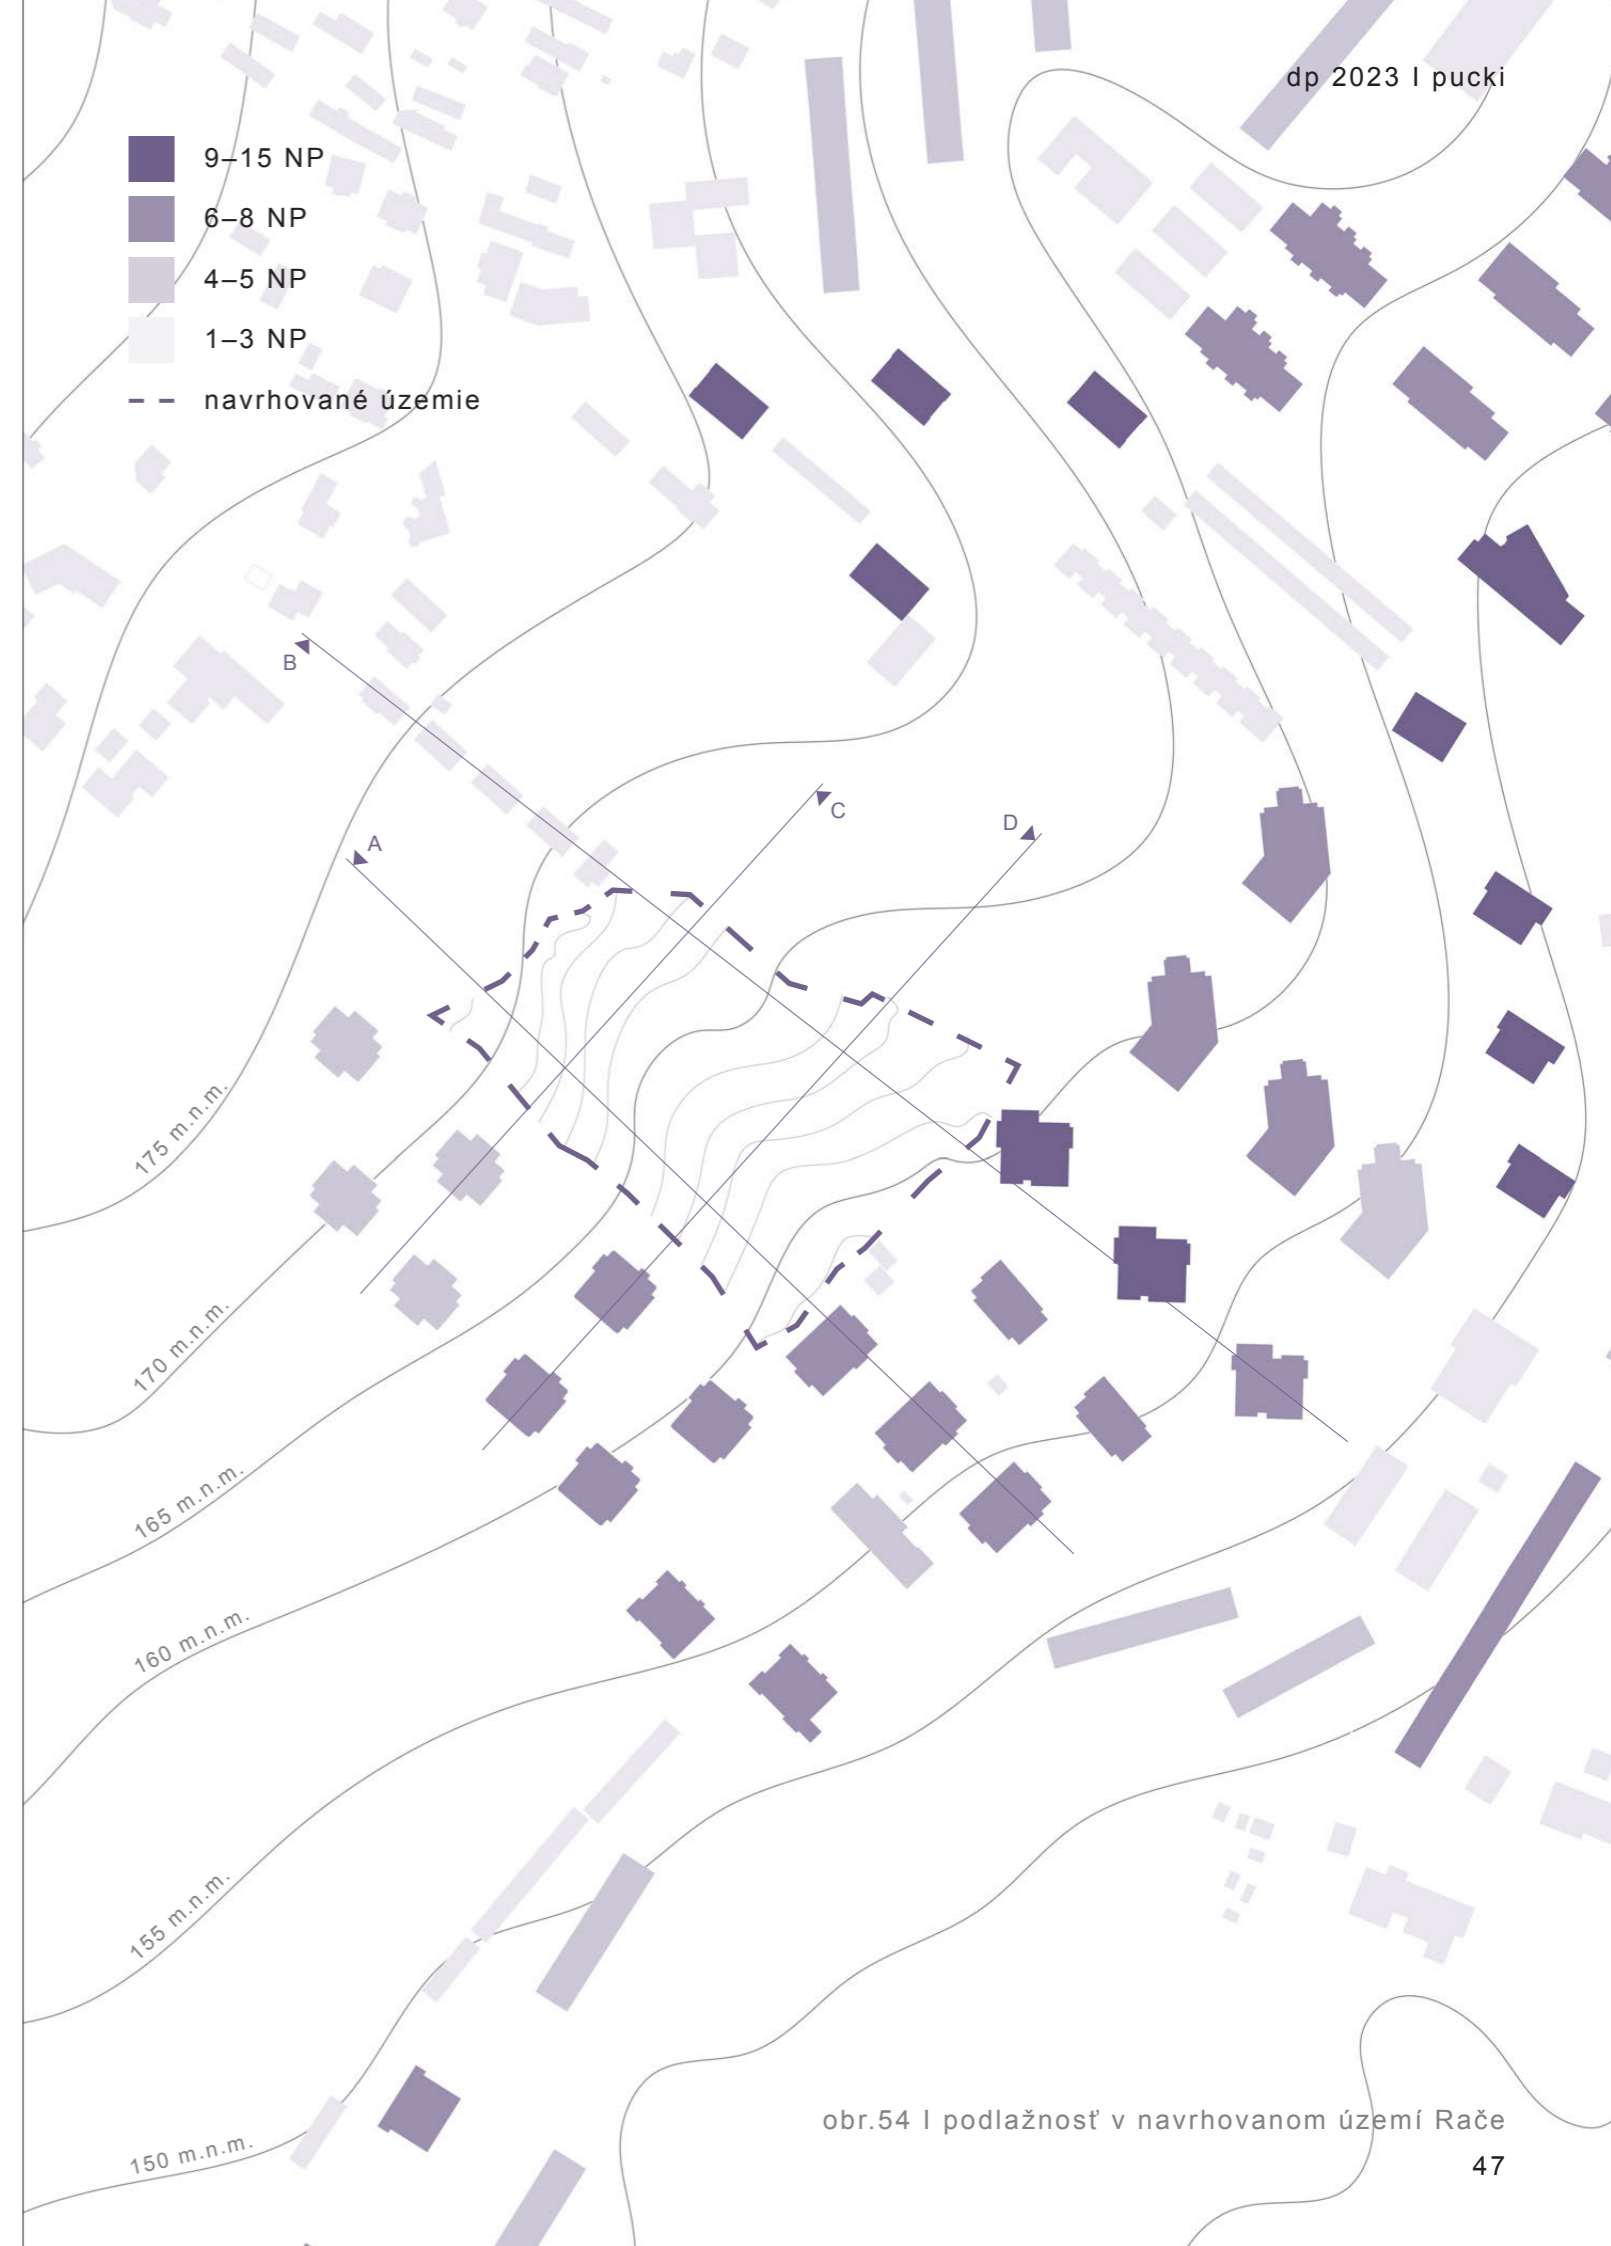 dp 2023 I pucki
9–15 NP
6–8 NP
4–5 NP
1–3 NP
navrhované územie
B
C
D
A
175 m.n.m.
170 m.n.m.
165 m.n.m.
160 m.n.m.
155 m.n.m.
150 m.n.m.
obr.54 I podlažnosť v navrhovanom území Rače
47